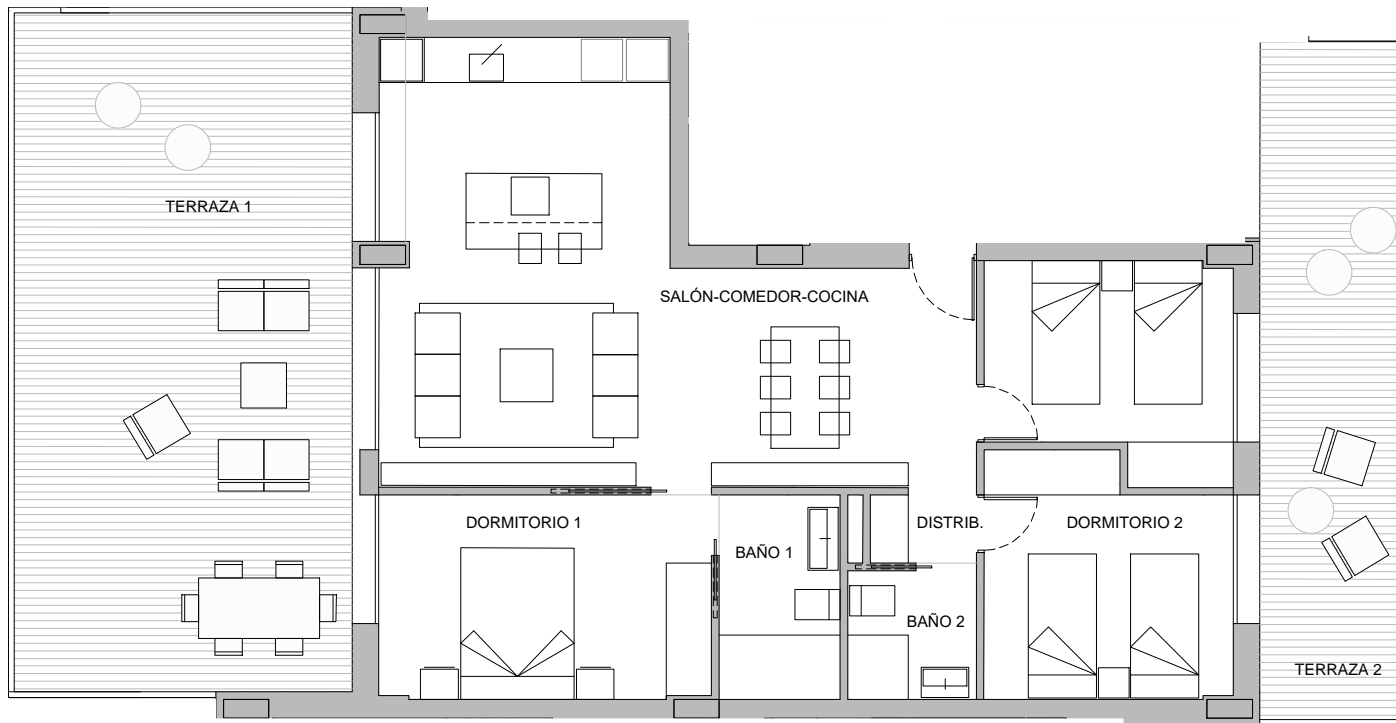 TERRAZA 1
SALÓN-COMEDOR-COCINA
DORMITORIO 1
BAÑO 1
DISTRIB.
DORMITORIO 2
BAÑO 2
TERRAZA 2